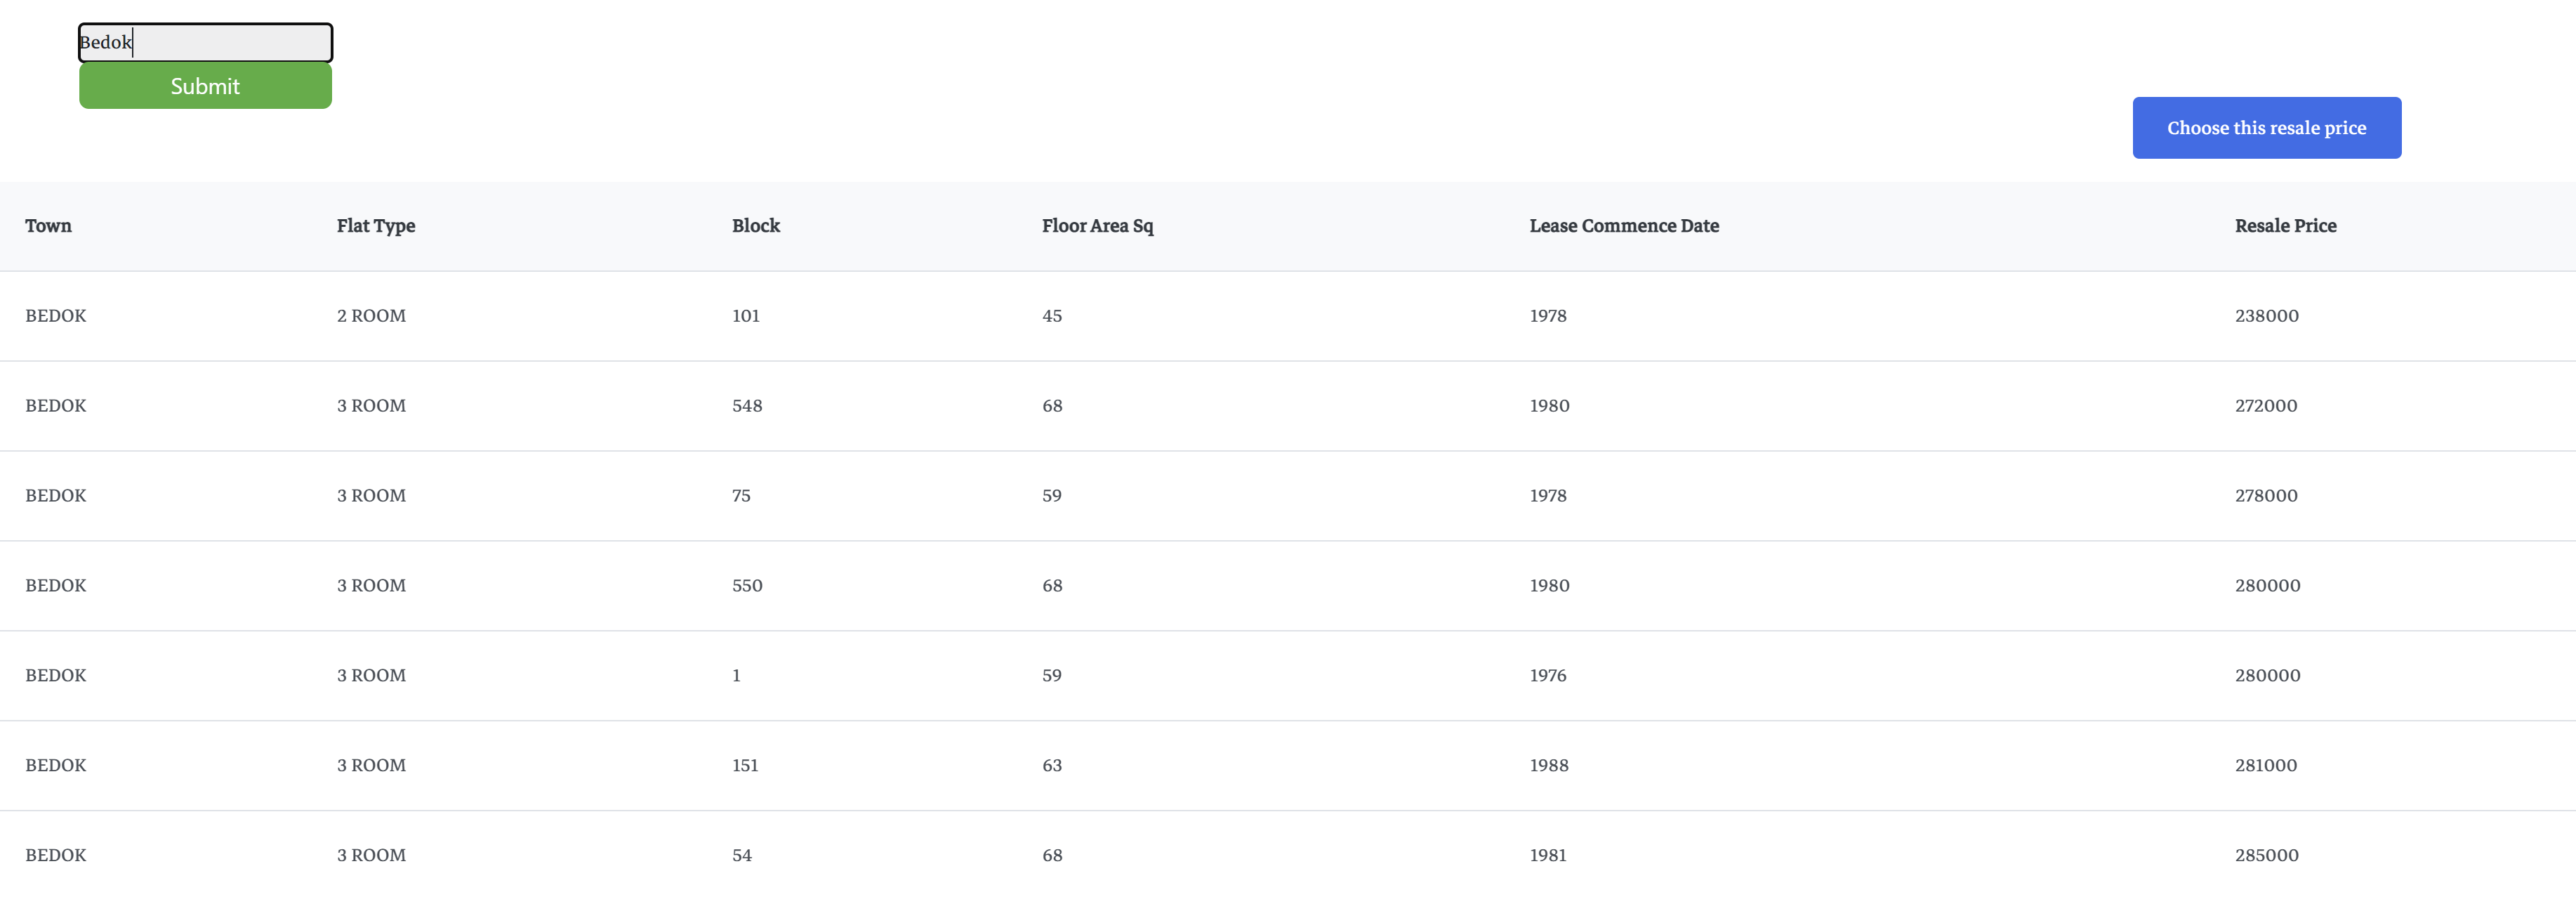 Bedok
Submit
Choose this resale price
Town Flat Type Block Floor Area Sq Lease Commence Date Resale Price
BEDOK 2 ROOM 101 45 1978 238000
BEDOK 3 ROOM 548 68 1980 272000
BEDOK 3 ROOM 75 59 1978 278000
BEDOK 3 ROOM 550 68 1980 280000
BEDOK 3 ROOM 1 59 1976 280000
BEDOK 3 ROOM 151 63 1988 281000
BEDOK 3 ROOM 54 68 1981 285000